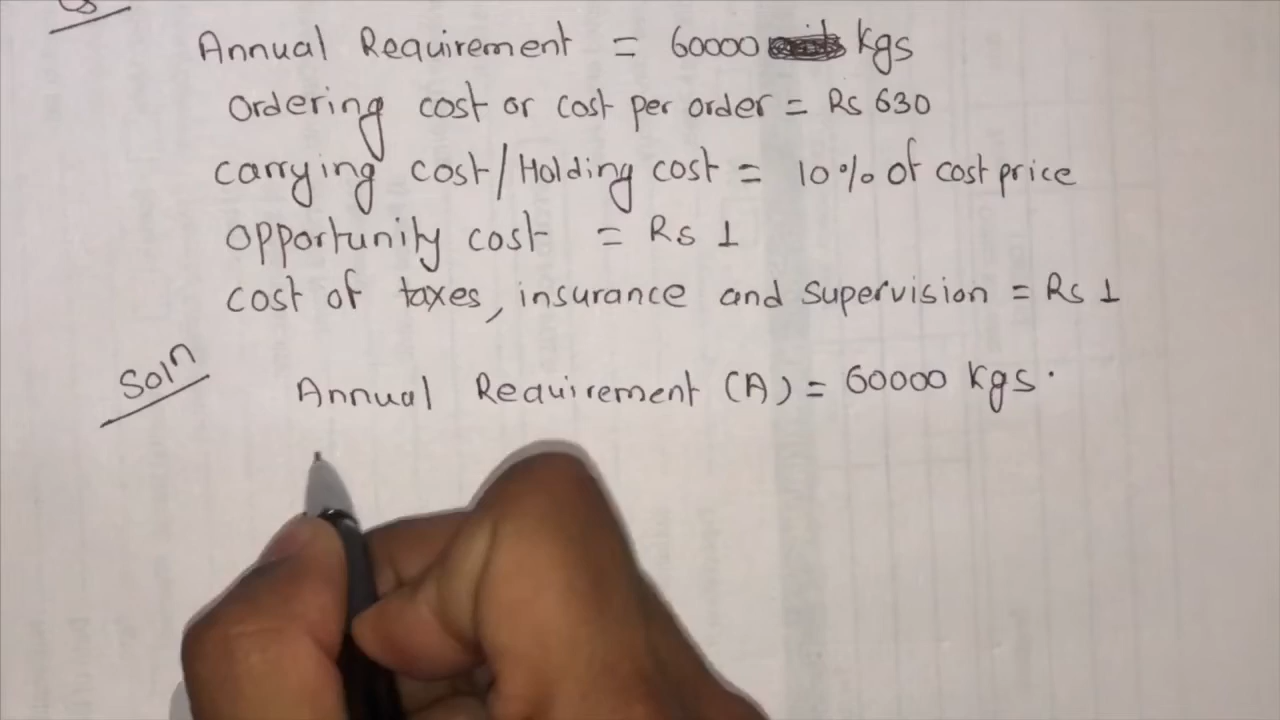 Annual Requirement = 60000 kgs
Ordering cost or cost per order = Rs 630
Carrying cost/Holding cost = 10% of cost price
Opportunity cost = Rs 1
Cost of taxes, insurance and supervision = Rs 1
Soln
Annual Requirement (A) = 60000 kgs.